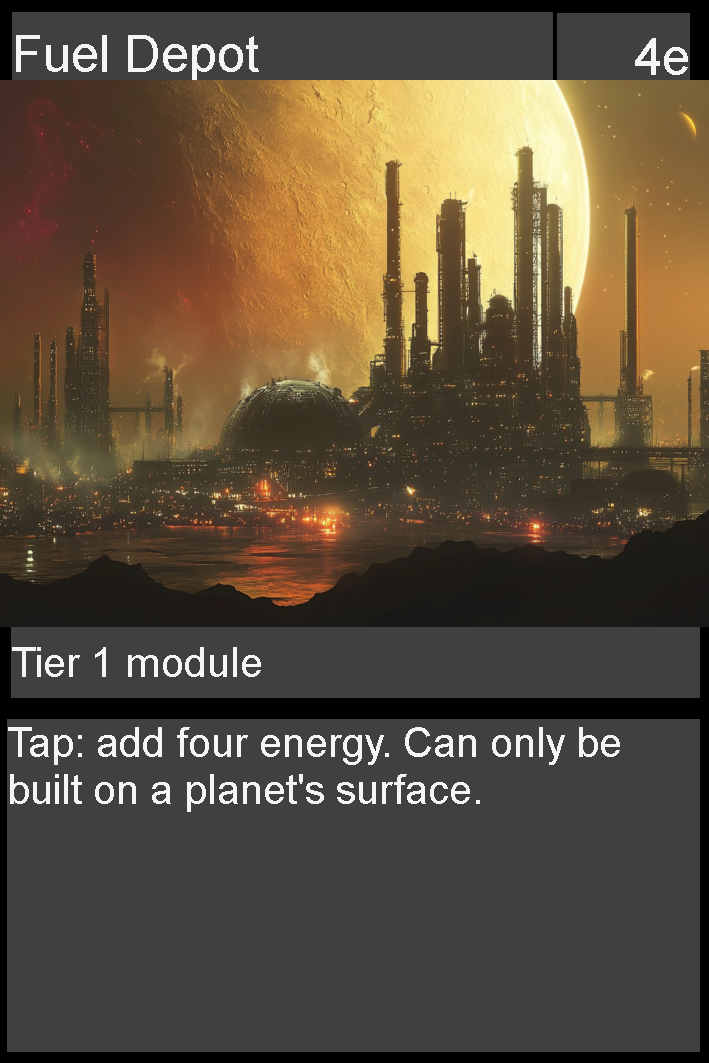 Fuel Depot
4e
Tier 1 module
Tap: add four energy. Can only be
built on a planet's surface.